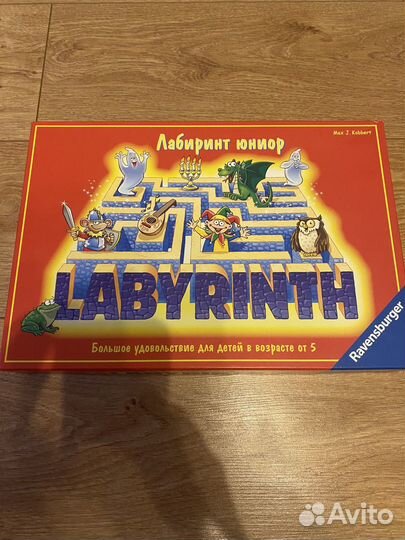 Max J. Kobbert
Лабиринт юниор
LABYRINTH
Большое удовольствие для детей в возрасте от 5
Ravensburger
Avito